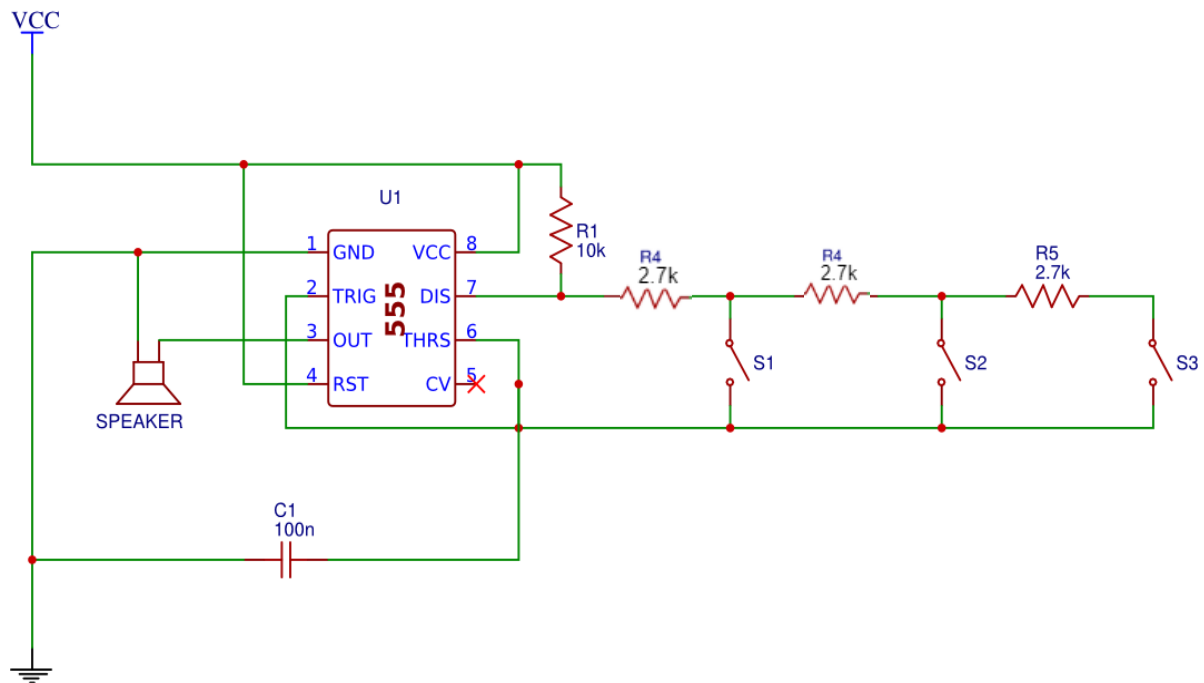 VCC
U1
1 GND VCC 8
2 TRIG DIS 7
3 OUT THRS 6
4 RST CV 5
555
SPEAKER
R1
10k
R4
2.7k
R4
2.7k
R5
2.7k
S1
S2
S3
C1
100n